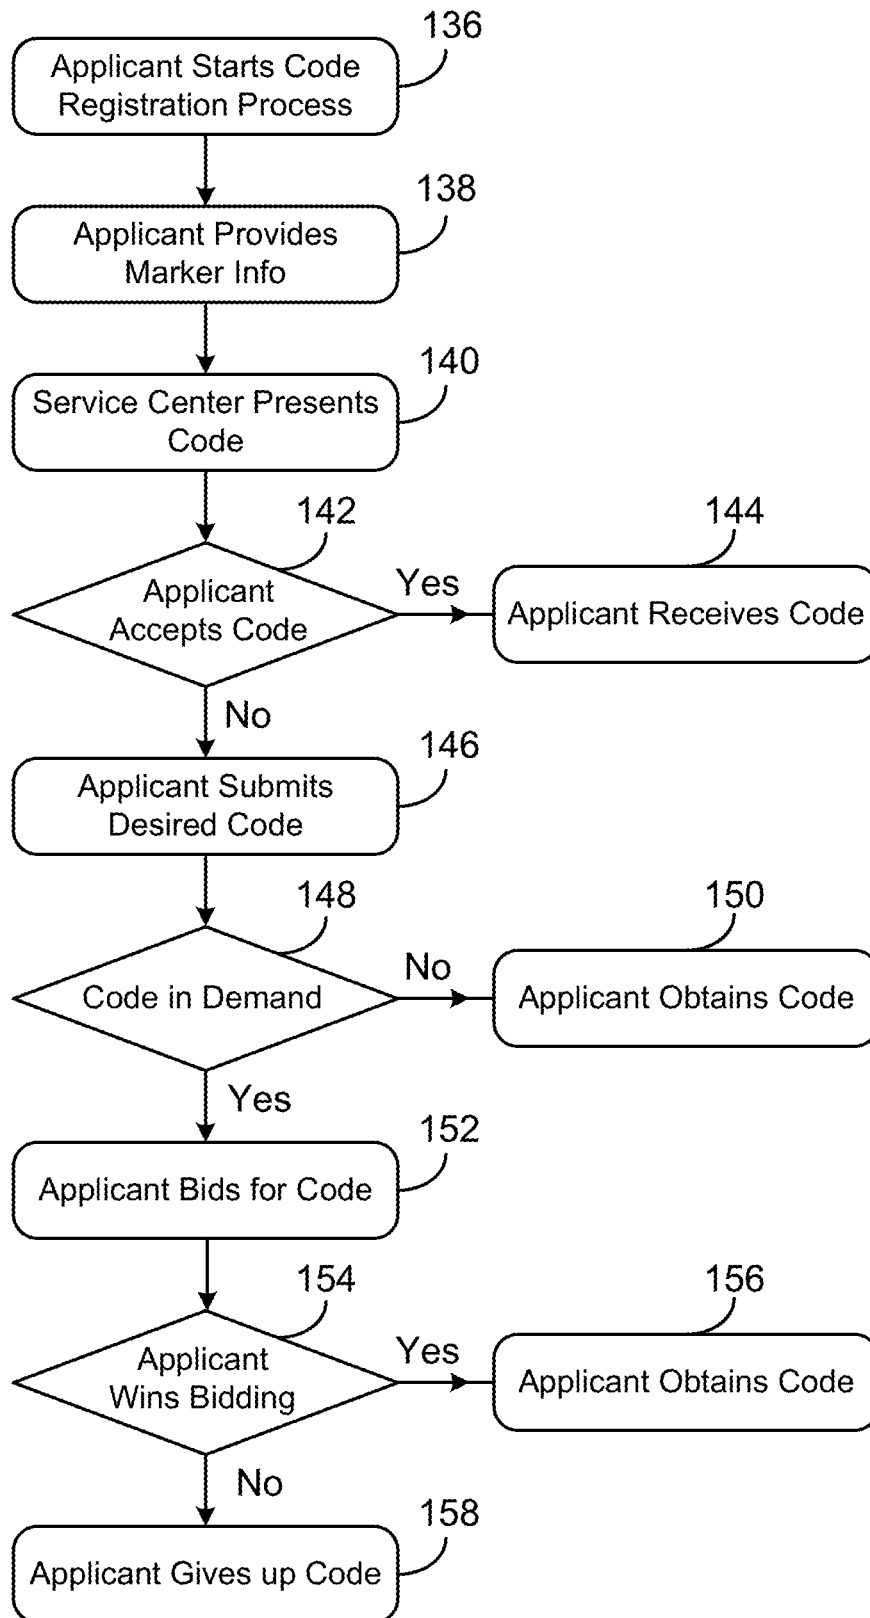 136
Applicant Starts Code
Registration Process
138
Applicant Provides
Marker Info
140
Service Center Presents
Code
142
144
Applicant
Accepts Code
Yes
Applicant Receives Code
No
146
Applicant Submits
Desired Code
148
150
Code in Demand
No
Applicant Obtains Code
Yes
152
Applicant Bids for Code
154
156
Applicant
Wins Bidding
Yes
Applicant Obtains Code
No
158
Applicant Gives up Code